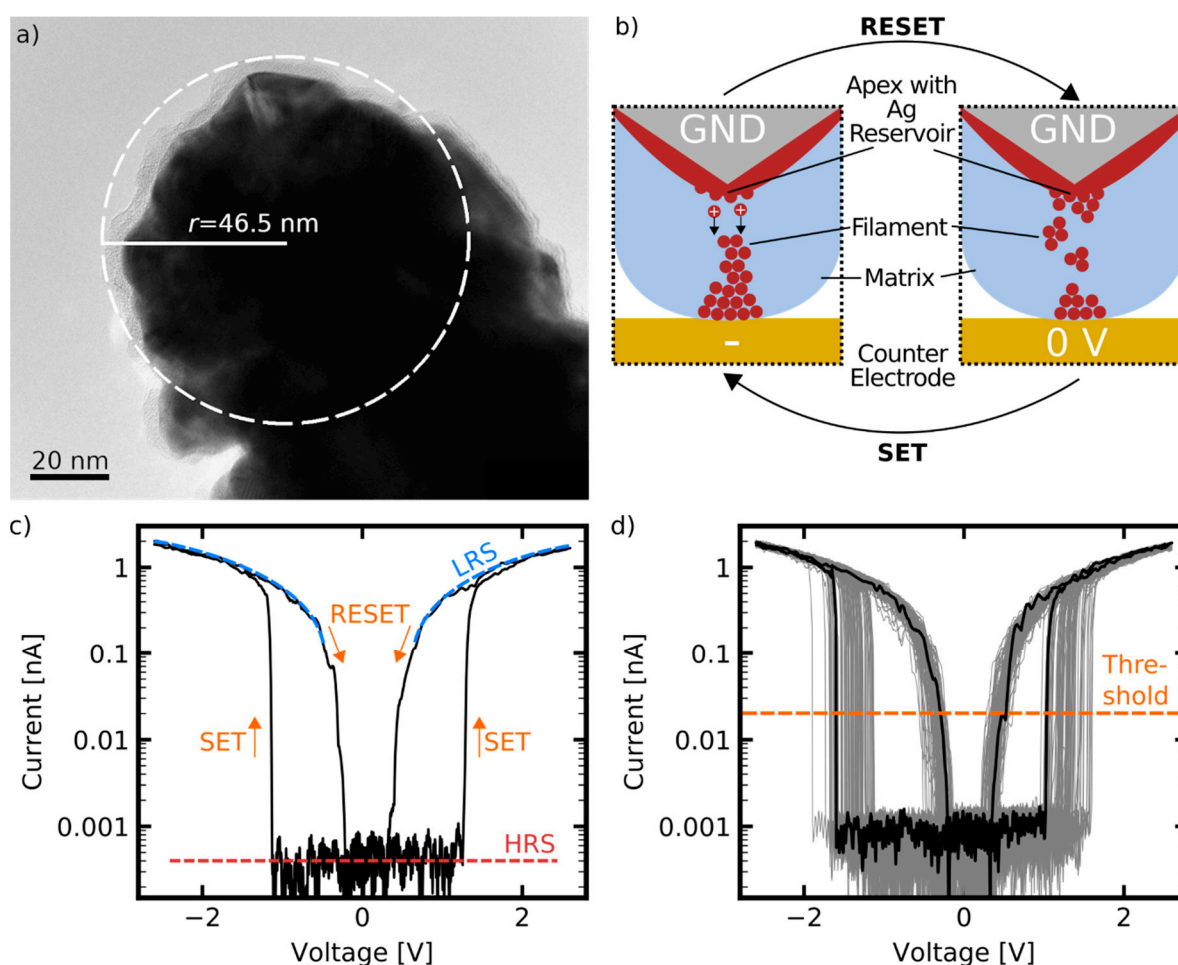 a)
r=46.5 nm
20 nm
b)
RESET
GND
Apex with
Ag
Reservoir
GND
Filament
Matrix
-
Counter
Electrode
0 V
SET
c)
Current [nA]
1
0.1
0.01
0.001
LRS
RESET
SET
SET
HRS
−2
0
2
Voltage [V]
d)
Current [nA]
1
0.1
0.01
0.001
Thre-
shold
−2
0
2
Voltage [V]